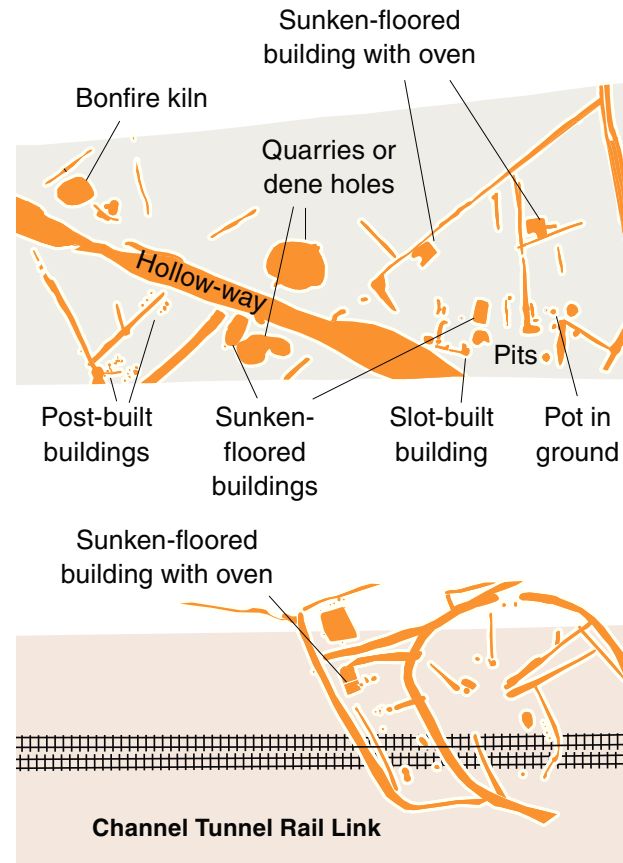 Sunken-floored
building with oven
Bonfire kiln
Quarries or
dene holes
Hollow-way
Pits
Post-built
buildings
Sunken-
floored
buildings
Slot-built
building
Pot in
ground
Sunken-floored
building with oven
Channel Tunnel Rail Link